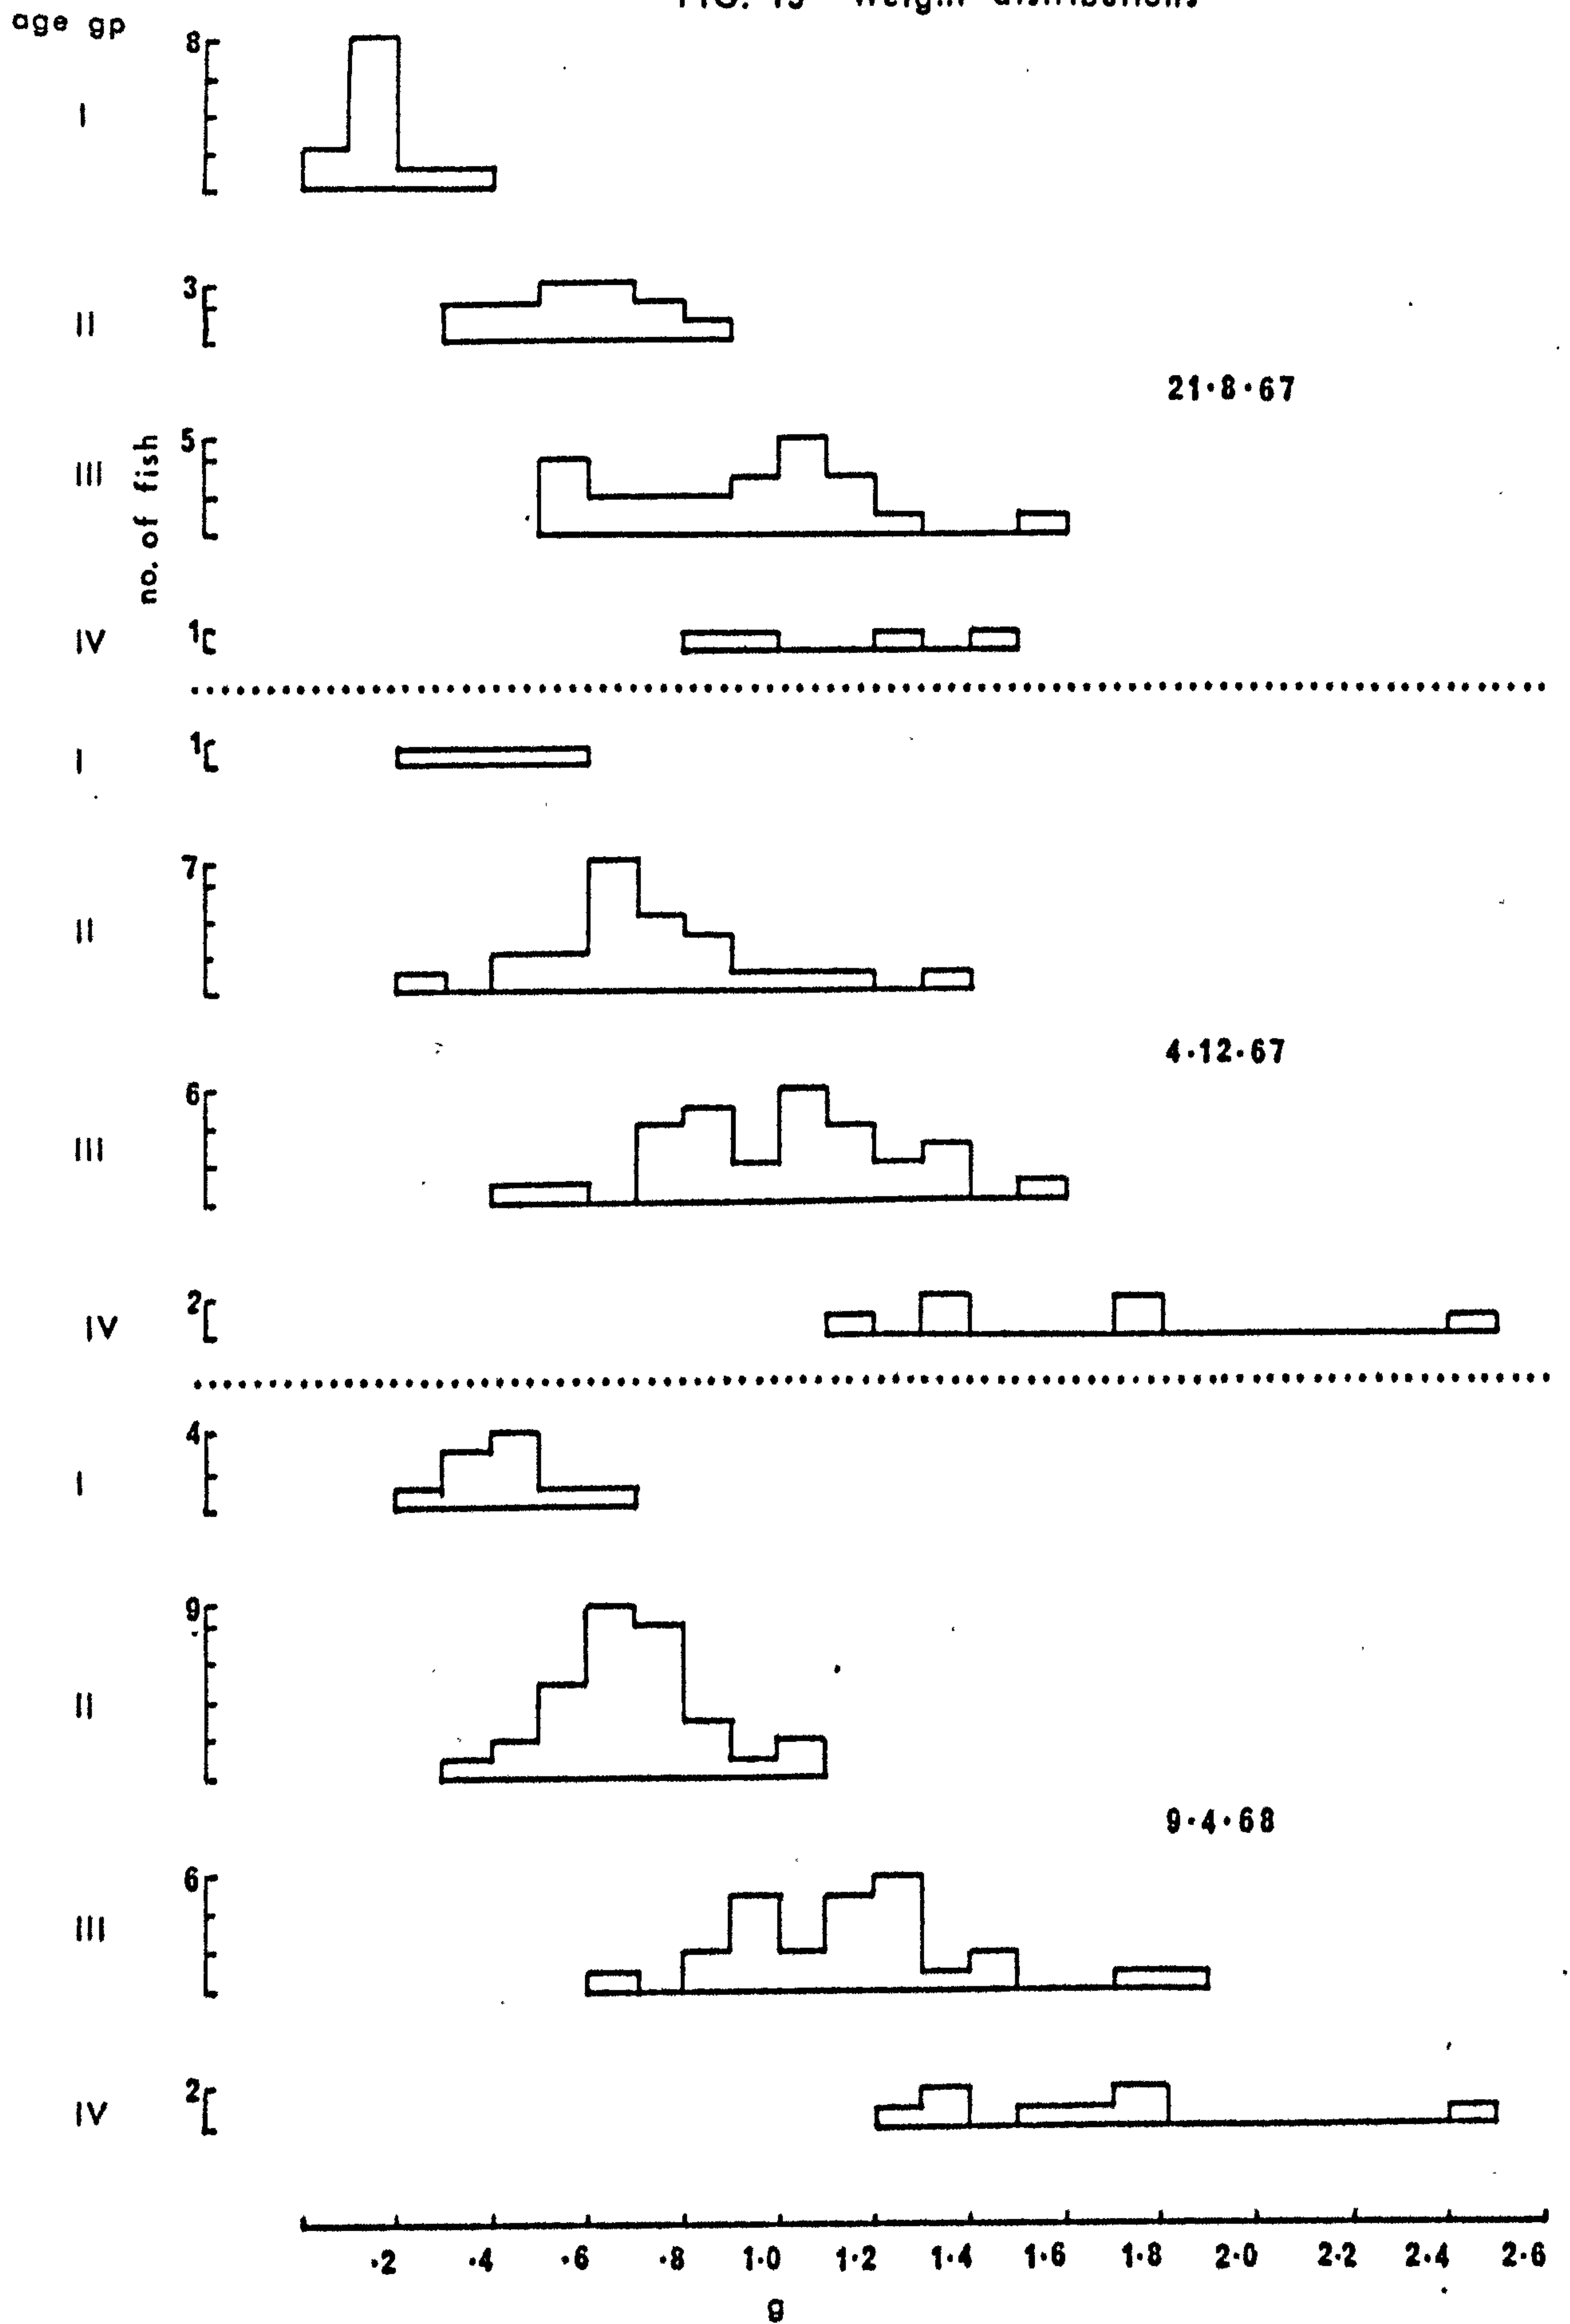 FIG. 15 Weight distributions
age gp
8
I
3
II
21·8·67
5
III
no. of fish
1
IV
1
I
7
II
4·12·67
6
III
2
IV
4
I
9
II
9·4·68
6
III
2
IV
·2 ·4 ·6 ·8 1·0 1·2 1·4 1·6 1·8 2·0 2·2 2·4 2·6
g